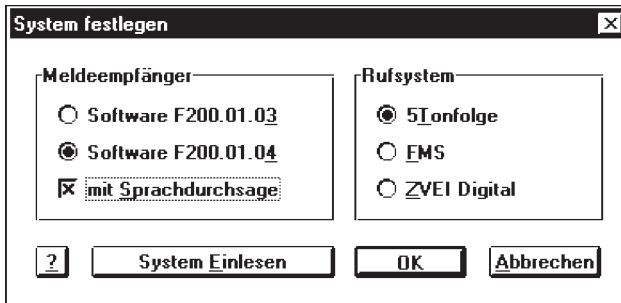 System festlegen
Meldeempfänger
Software F200.01.03
Software F200.01.04
mit Sprachdurchsage
Rufsystem
5Tonfolge
FMS
ZVEI Digital
?
System Einlesen
OK
Abbrechen